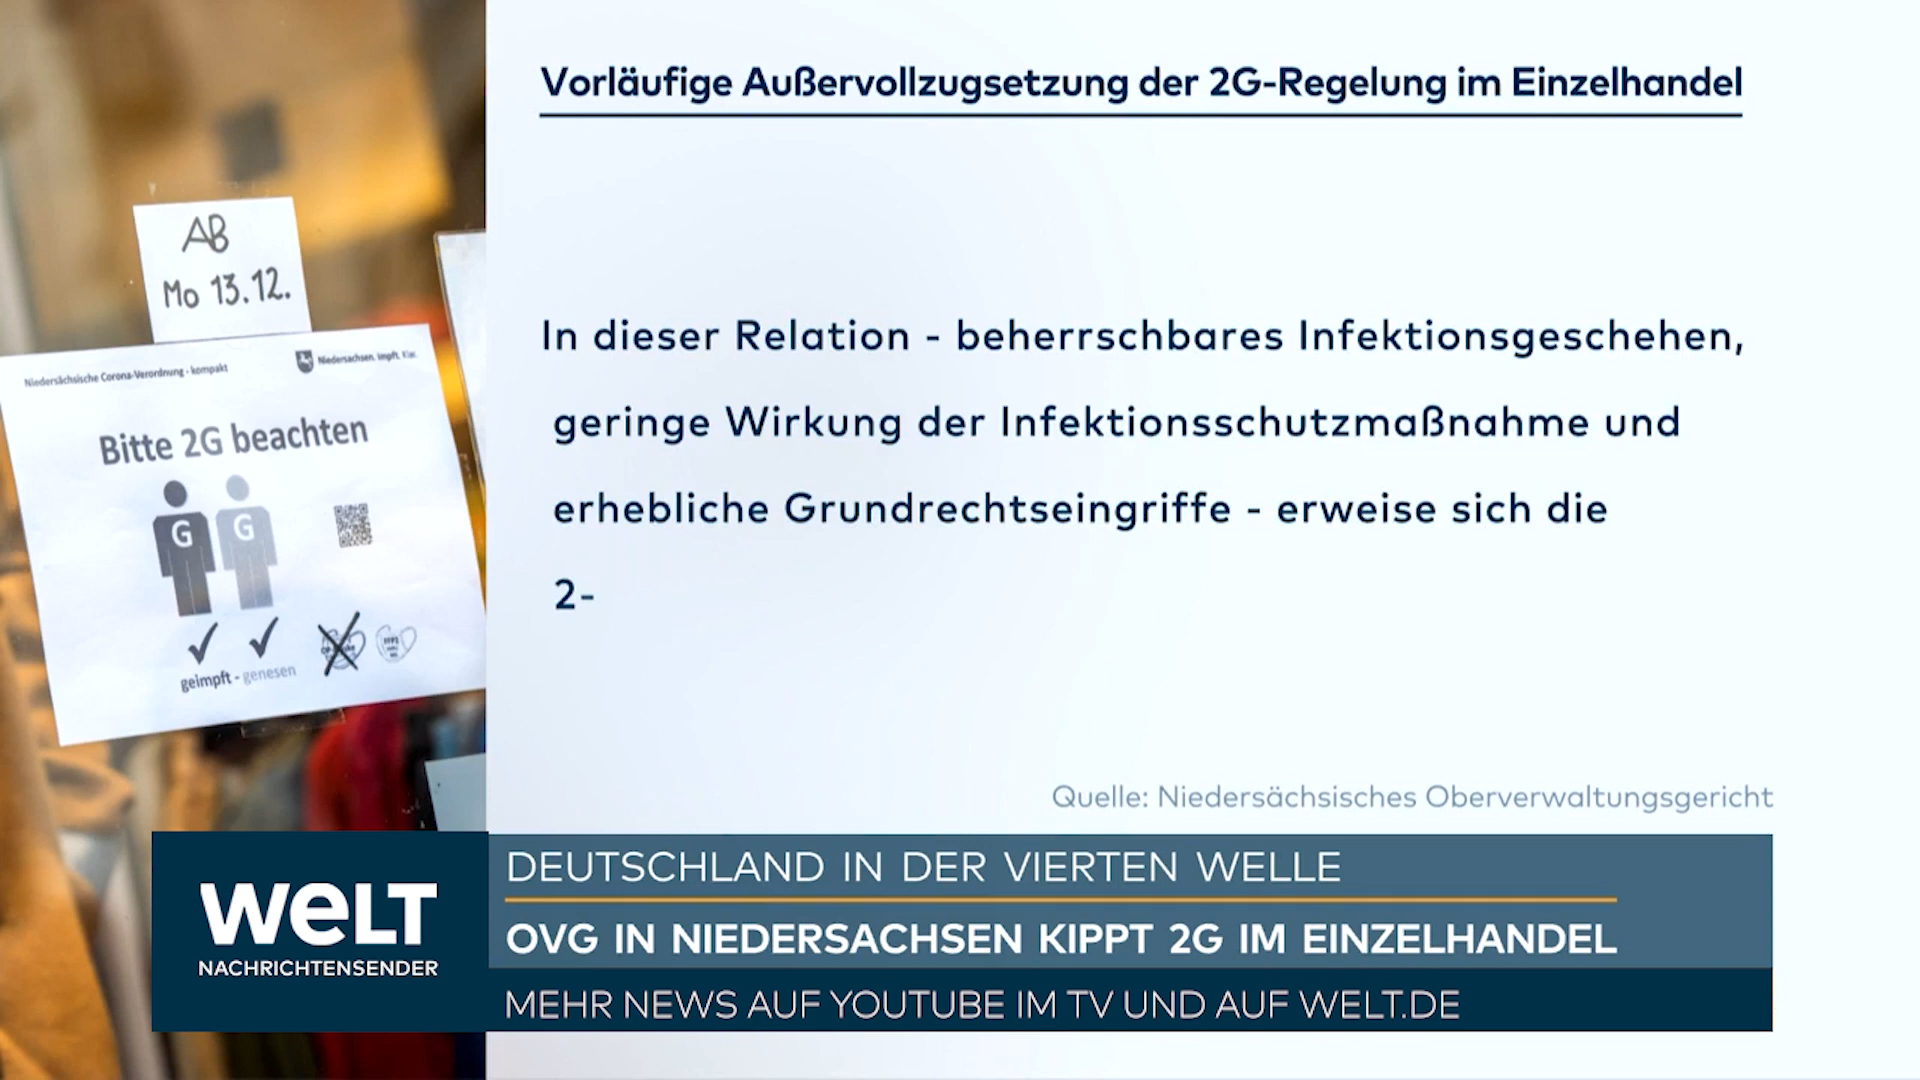 Vorläufige Außervollzugsetzung der 2G-Regelung im Einzelhandel
AB
Mo 13.12.
Niedersächsische Corona-Verordnung - kompakt
Niedersachsen. Impft. Klar.
Bitte 2G beachten
G G
geimpft - genesen
In dieser Relation - beherrschbares Infektionsgeschehen,
geringe Wirkung der Infektionsschutzmaßnahme und
erhebliche Grundrechtseingriffe - erweise sich die
2-
Quelle: Niedersächsisches Oberverwaltungsgericht
WELT
NACHRICHTENSENDER
DEUTSCHLAND IN DER VIERTEN WELLE
OVG IN NIEDERSACHSEN KIPPT 2G IM EINZELHANDEL
MEHR NEWS AUF YOUTUBE IM TV UND AUF WELT.DE